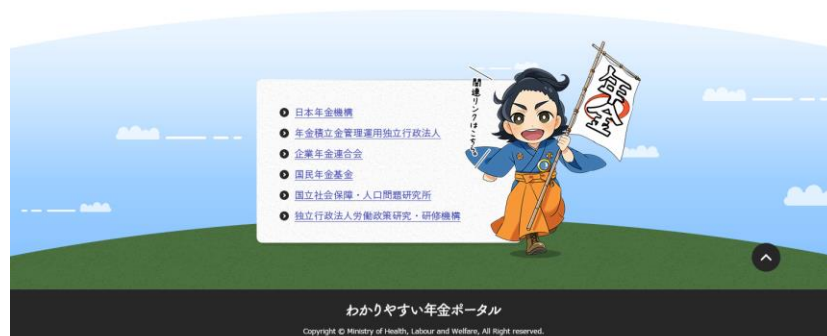 関連リンクはこちら
日本年金機構
年金積立金管理運用独立行政法人
企業年金連合会
国民年金基金
国立社会保障・人口問題研究所
独立行政法人労働政策研究・研修機構
年金
わかりやすい年金ポータル
Copyright © Ministry of Health, Labour and Welfare, All Right reserved.